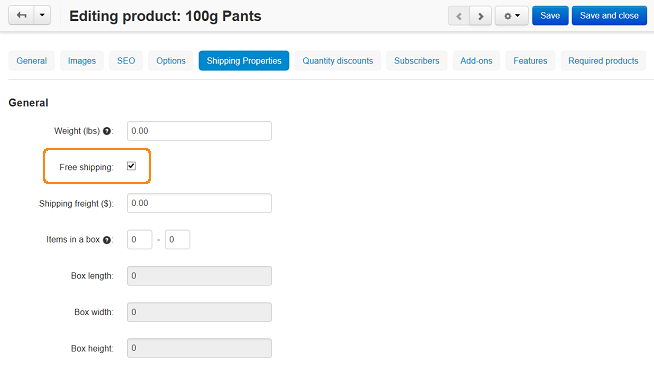 Editing product: 100g Pants
Save
Save and close
General
Images
SEO
Options
Shipping Properties
Quantity discounts
Subscribers
Add-ons
Features
Required products
General
Weight (lbs) ?: 0.00
Free shipping:
Shipping freight ($): 0.00
Items in a box ?: 0 - 0
Box length: 0
Box width: 0
Box height: 0